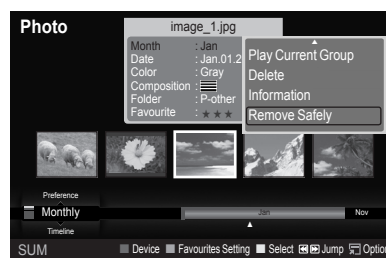 Photo
image_1.jpg
Month : Jan
Date : Jan.01.2
Color : Gray
Composition :
Folder : P-other
Favourite : ★ ★ ★
Play Current Group
Delete
Information
Remove Safely
Preference
Monthly
Timeline
Jan
Nov
SUM
Device
Favourites Setting
Select
Jump
Option